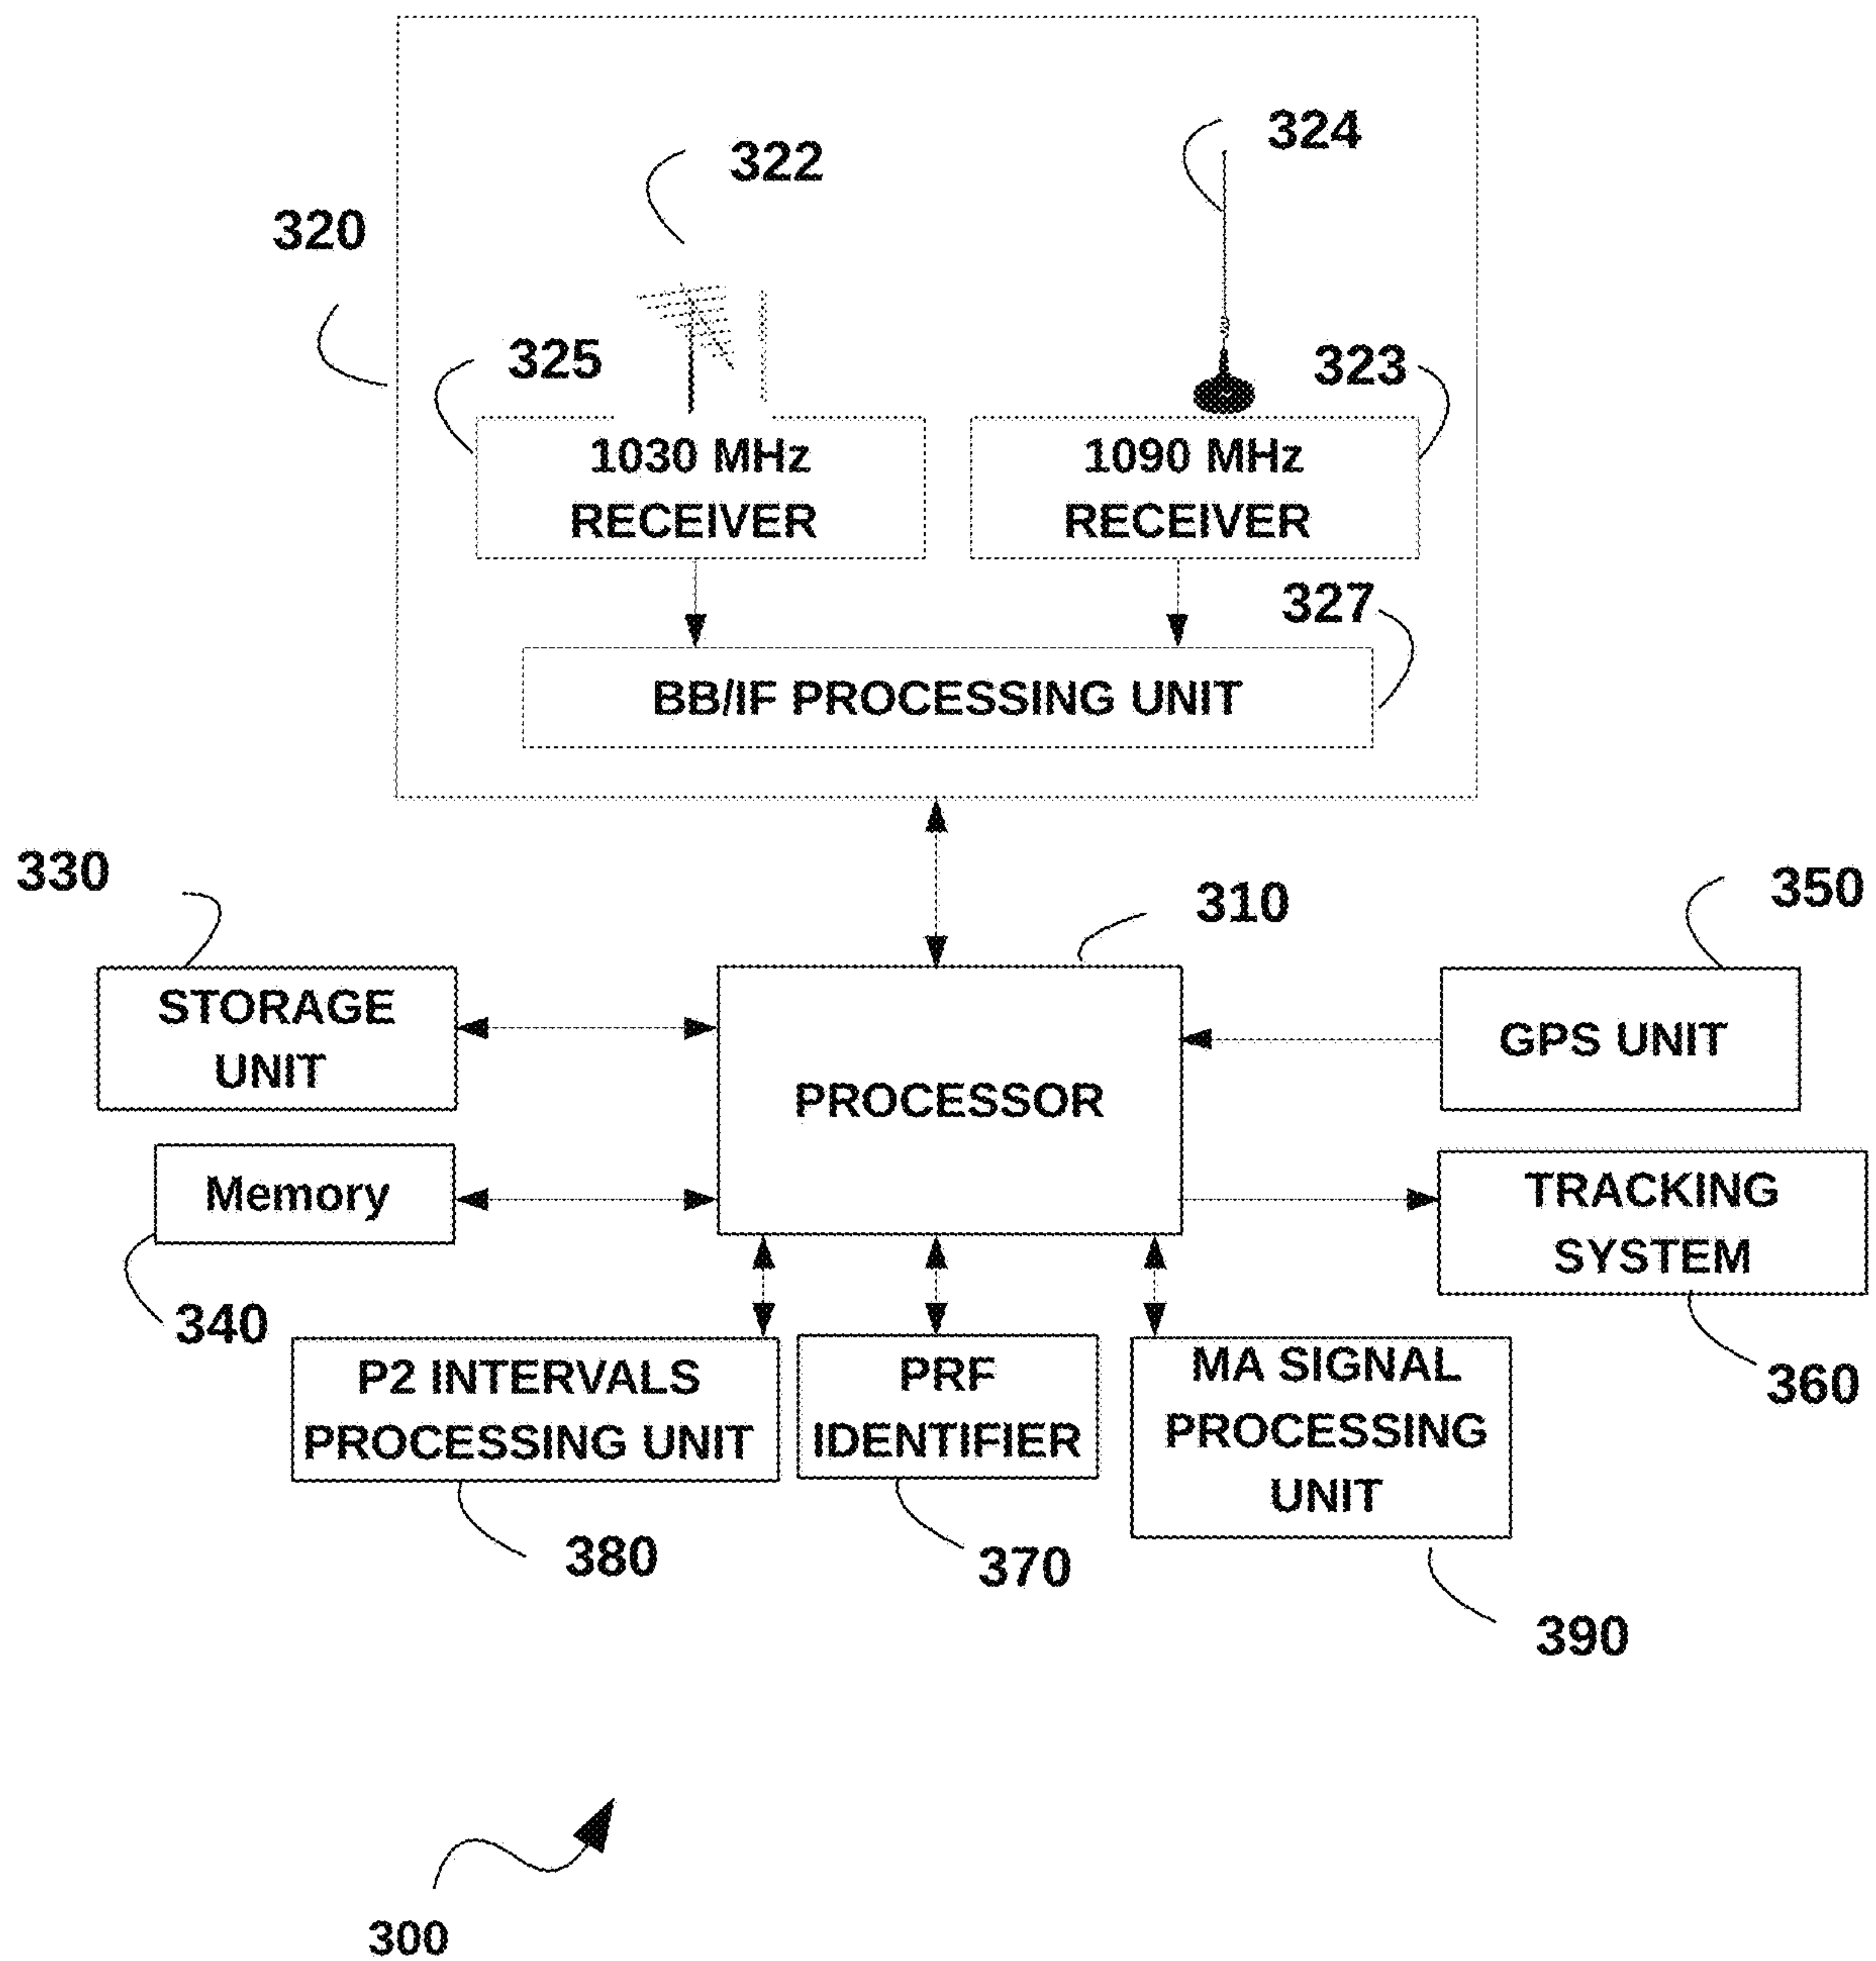 324
322
320
325
323
1030 MHz
RECEIVER
1090 MHz
RECEIVER
327
BB/IF PROCESSING UNIT
330
310
350
STORAGE
UNIT
PROCESSOR
GPS UNIT
Memory
TRACKING
SYSTEM
340
360
P2 INTERVALS
PROCESSING UNIT
PRF
IDENTIFIER
MA SIGNAL
PROCESSING
UNIT
380
370
390
300